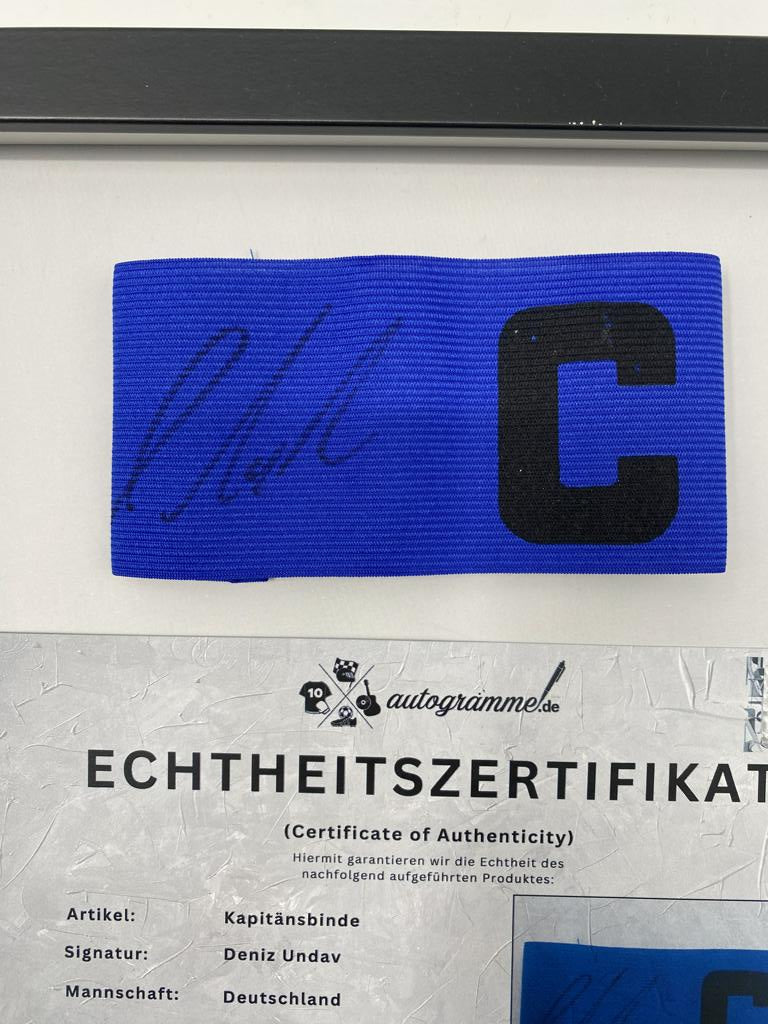 C
10
autogramme.de
ECHTHEITSZERTIFIKAT
(Certificate of Authenticity)
Hiermit garantieren wir die Echtheit des
nachfolgend aufgeführten Produktes:
Artikel: Kapitänsbinde
Signatur: Deniz Undav
Mannschaft: Deutschland